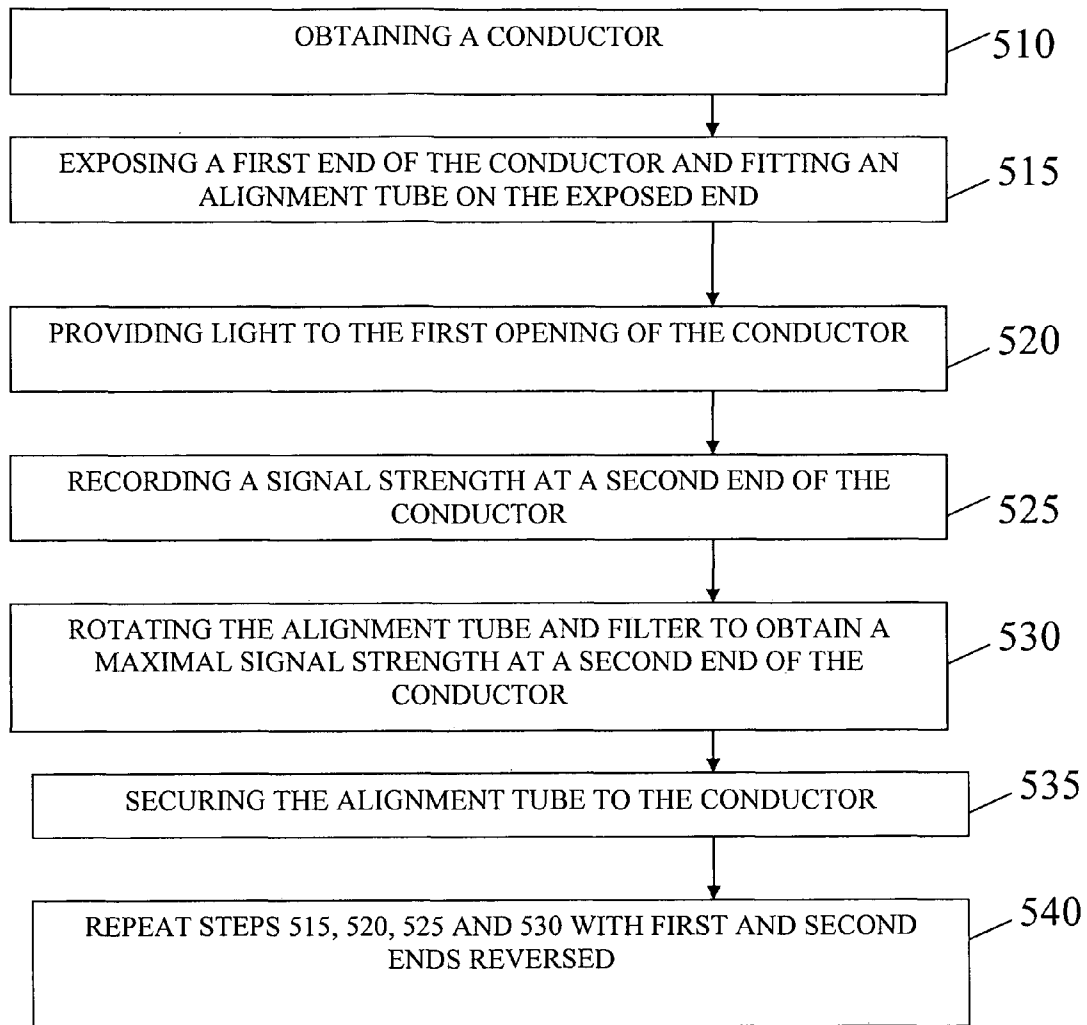 OBTAINING A CONDUCTOR
510
EXPOSING A FIRST END OF THE CONDUCTOR AND FITTING AN
ALIGNMENT TUBE ON THE EXPOSED END
515
PROVIDING LIGHT TO THE FIRST OPENING OF THE CONDUCTOR
520
RECORDING A SIGNAL STRENGTH AT A SECOND END OF THE
CONDUCTOR
525
ROTATING THE ALIGNMENT TUBE AND FILTER TO OBTAIN A
MAXIMAL SIGNAL STRENGTH AT A SECOND END OF THE
CONDUCTOR
530
SECURING THE ALIGNMENT TUBE TO THE CONDUCTOR
535
REPEAT STEPS 515, 520, 525 AND 530 WITH FIRST AND SECOND
ENDS REVERSED
540